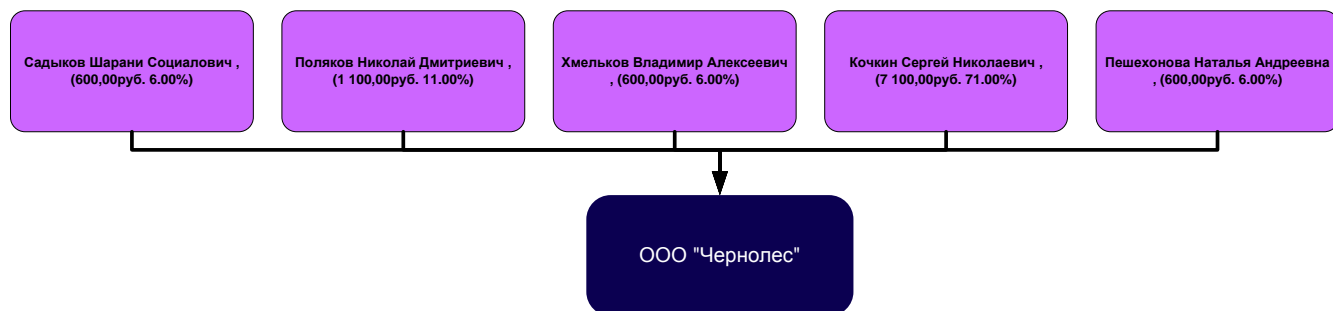 Садыков Шарани Социалович ,
(600,00руб. 6.00%)
Поляков Николай Дмитриевич ,
(1 100,00руб. 11.00%)
Хмельков Владимир Алексеевич
, (600,00руб. 6.00%)
Кочкин Сергей Николаевич ,
(7 100,00руб. 71.00%)
Пешехонова Наталья Андреевна
, (600,00руб. 6.00%)
ООО "Чернолес"